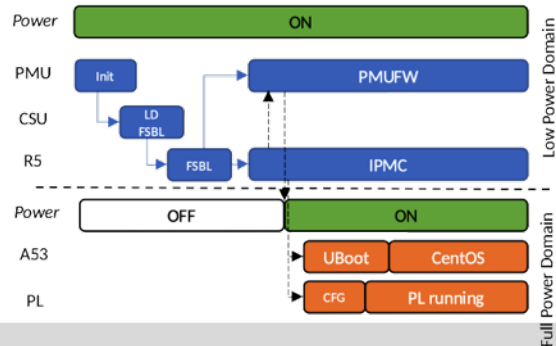 Power
ON
PMU
Init
PMUFW
CSU
LD
FSBL
R5
FSBL
IPMC
Low Power Domain
Power
OFF
ON
A53
UBoot
CentOS
PL
CFG
PL running
Full Power Domain